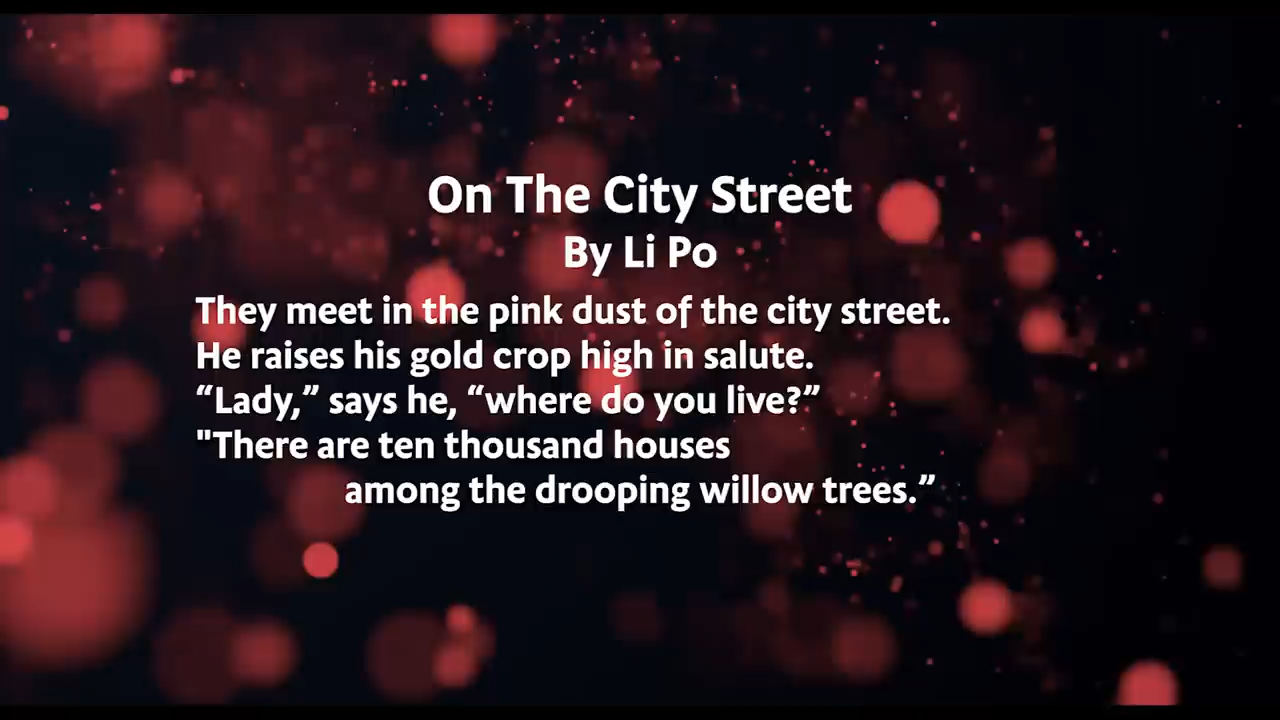 On The City Street
By Li Po
They meet in the pink dust of the city street.
He raises his gold crop high in salute.
“Lady,” says he, “where do you live?”
"There are ten thousand houses
among the drooping willow trees.”